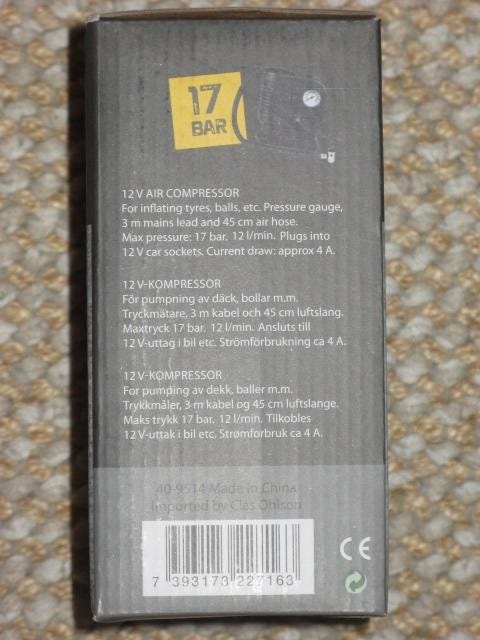 17
BAR
12 V AIR COMPRESSOR
For inflating tyres, balls, etc. Pressure gauge,
3 m mains lead and 45 cm air hose.
Max pressure: 17 bar. 12 l/min. Plugs into
12 V car sockets. Current draw: approx 4 A.
12 V-KOMPRESSOR
För pumpning av däck, bollar m.m.
Tryckmätare, 3 m kabel och 45 cm luftslang.
Maxtryck 17 bar. 12 l/min. Ansluts till
12 V-uttag i bil etc. Strömförbrukning ca 4 A.
12 V-KOMPRESSOR
For pumping av dekk, baller m.m.
Trykkmåler, 3 m kabel og 45 cm luftslange.
Maks trykk 17 bar. 12 l/min. Tilkobles
12 V-uttak i bil etc. Strømforbruk ca 4 A.
40-9514 Made in China
Imported by Clas Ohlson
7 393173 227163
CE